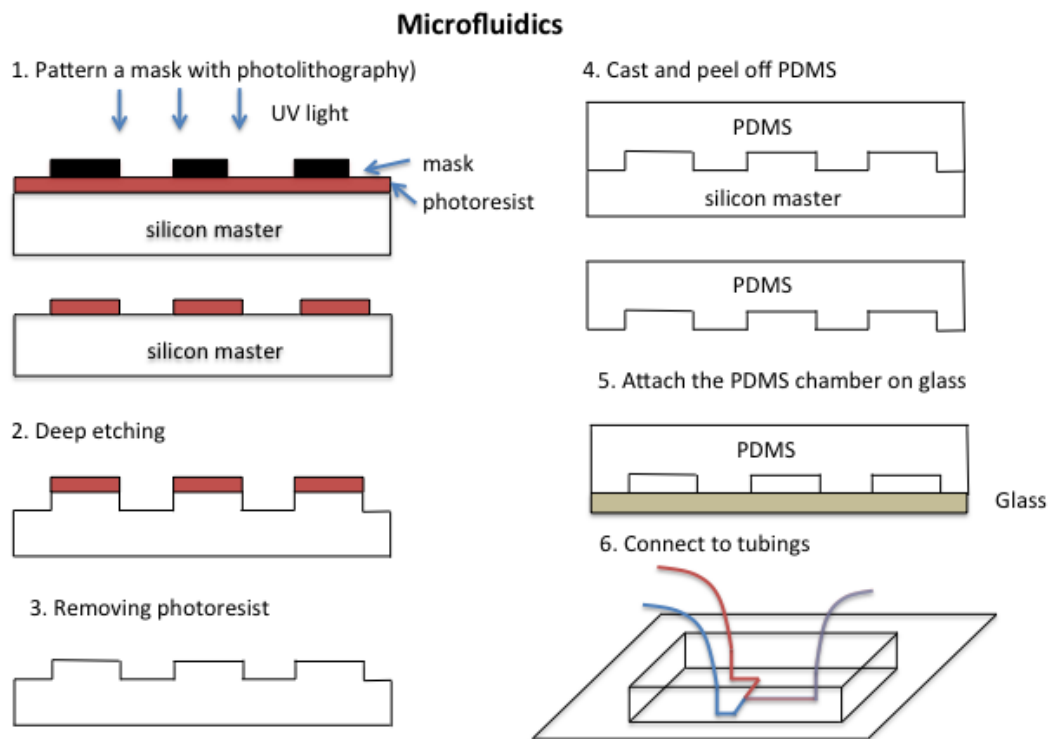 Microfluidics
1. Pattern a mask with photolithography)
UV light
mask
photoresist
silicon master
silicon master
2. Deep etching
3. Removing photoresist
4. Cast and peel off PDMS
PDMS
silicon master
PDMS
5. Attach the PDMS chamber on glass
PDMS
Glass
6. Connect to tubings